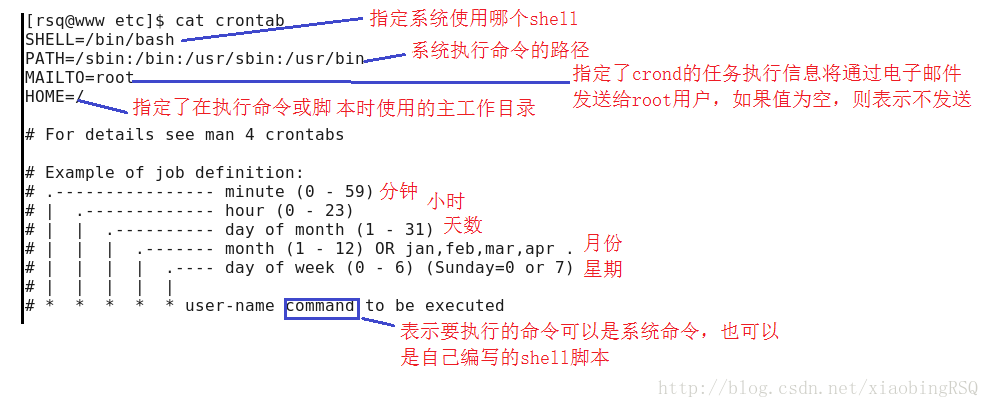 [rsq@www etc]$ cat crontab
指定系统使用哪个shell
SHELL=/bin/bash
系统执行命令的路径
PATH=/sbin:/bin:/usr/sbin:/usr/bin
MAILTO=root
指定了crond的任务执行信息将通过电子邮件
发送给root用户，如果值为空，则表示不发送
HOME=/
指定了在执行命令或脚本时使用的主工作目录
# For details see man 4 crontabs
# Example of job definition:
# .---------------- minute (0 - 59) 分钟
# | .------------- hour (0 - 23) 小时
# | | .---------- day of month (1 - 31) 天数
# | | | .------- month (1 - 12) OR jan,feb,mar,apr . 月份
# | | | | .---- day of week (0 - 6) (Sunday=0 or 7) 星期
# | | | | |
# * * * * * user-name command to be executed
表示要执行的命令可以是系统命令，也可以
是自己编写的shell脚本
http://blog.csdn.net/xiaobingRSQ